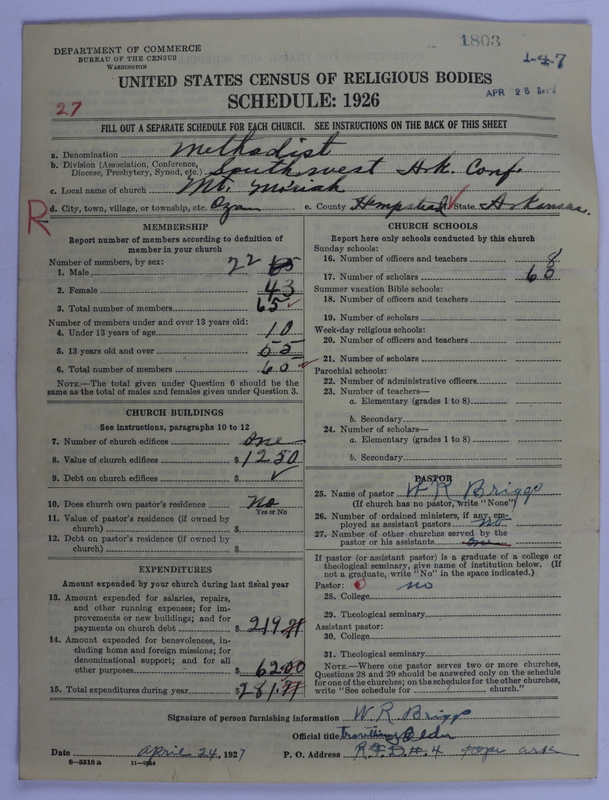 DEPARTMENT OF COMMERCE
BUREAU OF THE CENSUS
WASHINGTON
1803
1-47
UNITED STATES CENSUS OF RELIGIOUS BODIES
SCHEDULE: 1926
APR 28
27
FILL OUT A SEPARATE SCHEDULE FOR EACH CHURCH. SEE INSTRUCTIONS ON THE BACK OF THIS SHEET
a. Denomination Methodist
b. Division (Association, Conference, Diocese, Presbytery, Synod, etc.) Southwest Ark. Conf.
c. Local name of church Mt. Moriah
R
d. City, town, village, or township, etc. Ozan e. County Hempstead State. Arkansas.
MEMBERSHIP
Report number of members according to definition of
member in your church
Number of members, by sex:
1. Male 22
2. Female 43
3. Total number of members 65
Number of members under and over 13 years old:
4. Under 13 years of age 10
5. 13 years old and over 55
6. Total number of members 60
NOTE.—The total given under Question 6 should be
same as the total of males and females given under Question 3.
CHURCH BUILDINGS
See instructions, paragraphs 10 to 12
7. Number of church edifices one
8. Value of church edifices $1250
9. Debt on church edifices $
10. Does church own pastor's residence No
Yes or No
11. Value of pastor's residence (if owned by
church) $
12. Debt on pastor's residence (if owned by
church) $
EXPENDITURES
Amount expended by your church during last fiscal year
13. Amount expended for salaries, repairs,
and other running expenses; for im-
provements or new buildings; and for
payments on church debt $219.71
14. Amount expended for benevolences, in-
cluding home and foreign missions; for
denominational support; and for all
other purposes $62.00
15. Total expenditures during year $281.71
CHURCH SCHOOLS
Report here only schools conducted by this church
Sunday schools:
16. Number of officers and teachers 8
17. Number of scholars 60
Summer vacation Bible schools:
18. Number of officers and teachers
19. Number of scholars
Week-day religious schools:
20. Number of officers and teachers
21. Number of scholars
Parochial schools:
22. Number of administrative officers
23. Number of teachers—
a. Elementary (grades 1 to 8)
b. Secondary
24. Number of scholars—
a. Elementary (grades 1 to 8)
b. Secondary
PASTOR
25. Name of pastor W R Briggs
(If church has no pastor, write "None")
26. Number of ordained ministers, if any, em-
ployed as assistant pastors no
27. Number of other churches served by the
pastor or his assistants one
If pastor (or assistant pastor) is a graduate of a college or
theological seminary, give name of institution below. (If
not a graduate, write "No" in the space indicated.)
Pastor: no
28. College
29. Theological seminary
Assistant pastor:
30. College
31. Theological seminary
NOTE.—Where one pastor serves two or more churches,
Questions 28 and 29 should be answered only on the schedule
for one of the churches; on the schedules for the other churches,
write "See schedule for church."
Signature of person furnishing information W. R. Briggs
Official title Travelling Elder
Date April 24, 1927 P. O. Address R.F.D. #. 4 Hope Ark
8-5518a 11-9864